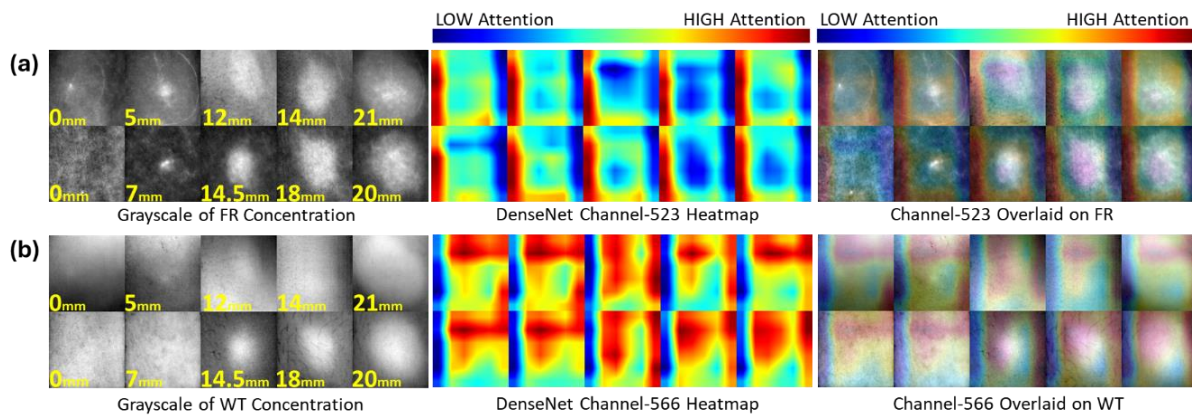 LOW Attention HIGH Attention LOW Attention HIGH Attention
(a)
0mm 5mm 12mm 14mm 21mm
0mm 7mm 14.5mm 18mm 20mm
Grayscale of FR Concentration DenseNet Channel-523 Heatmap Channel-523 Overlaid on FR
(b)
0mm 5mm 12mm 14mm 21mm
0mm 7mm 14.5mm 18mm 20mm
Grayscale of WT Concentration DenseNet Channel-566 Heatmap Channel-566 Overlaid on WT